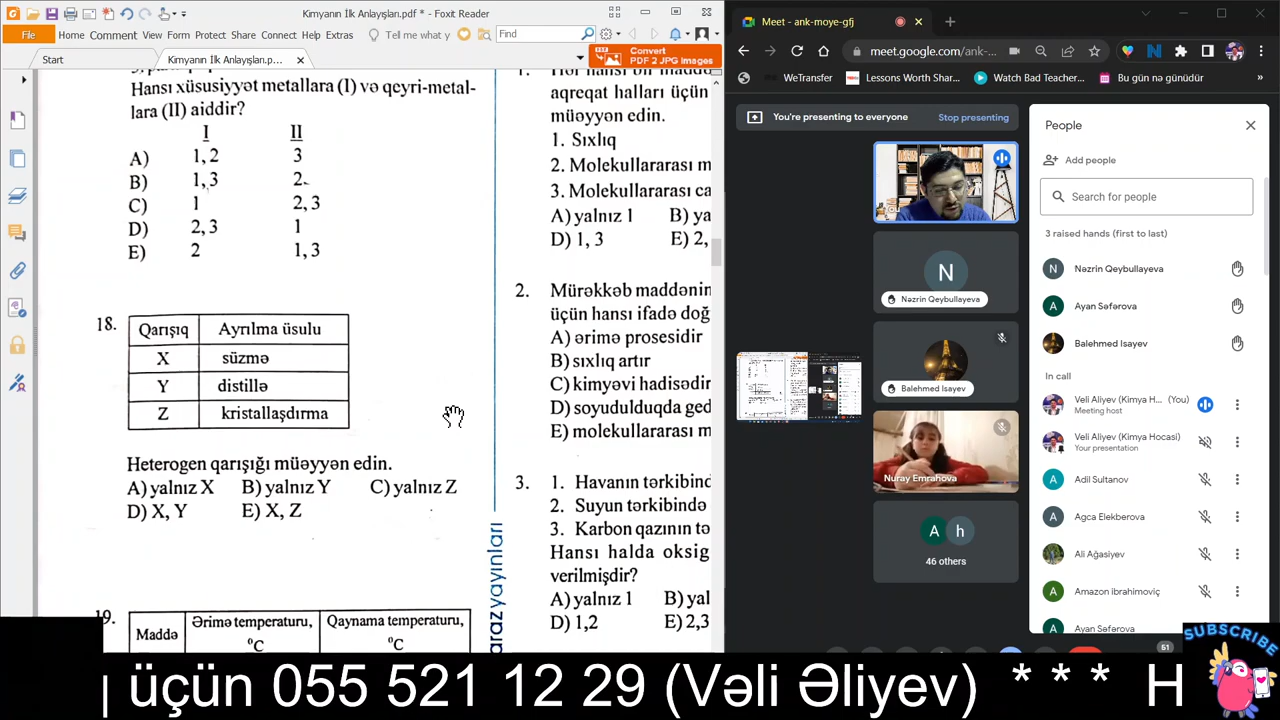 Kimyanın İlk Anlayışları.pdf * - Foxit Reader
File
Home
Comment
View
Form
Protect
Share
Connect
Help
Extras
Tell me what y
Find
Start
Kimyanın İlk Anlayışları.p...
Convert
PDF 2 JPG Images
Hansı xüsusiyyət metallara (I) və qeyri-metal-
lara (II) aiddir?
I II
A) 1, 2 3
B) 1, 3 2
C) 1 2, 3
D) 2, 3 1
E) 2 1, 3
18.
Qarışıq Ayrılma üsulu
X süzmə
Y distillə
Z kristallaşdırma
Heterogen qarışığı müəyyən edin.
A) yalnız X B) yalnız Y C) yalnız Z
D) X, Y E) X, Z
19.
Maddə Ərimə temperaturu, °C Qaynama temperaturu, °C
arazyayınları
aqreqat halları üçün
müəyyən edin.
1. Sıxlıq
2. Molekullararası m
3. Molekullararası ca
A) yalnız 1 B) ya
D) 1, 3 E) 2,
2. Mürəkkəb maddənin
üçün hansı ifadə doğ
A) ərimə prosesidir
B) sıxlıq artır
C) kimyəvi hadisədir
D) soyudulduqda ged
E) molekullararası m
3. 1. Havanın tərkibind
2. Suyun tərkibində
3. Karbon qazının tə
Hansı halda oksig
verilmişdir?
A) yalnız 1 B) yal
D) 1,2 E) 2,3
Meet - ank-moye-gfj
meet.google.com/ank-...
WeTransfer
Lessons Worth Shar...
Watch Bad Teacher...
Bu gün nə günüdür
You're presenting to everyone
Stop presenting
N
Nəzrin Qeybullayeva
Balehmed Isayev
Nuray Emrahova
A h
46 others
People
Add people
Search for people
3 raised hands (first to last)
N Nəzrin Qeybullayeva
A Ayan Səfərova
Balehmed Isayev
In call
Veli Aliyev (Kimya H... (You)
Meeting host
Veli Aliyev (Kimya Hocasi)
Your presentation
Adil Sultanov
Agca Elekberova
Ali Ağasiyev
Amazon ibrahimoviç
Ayan Səfərova
51
SUBSCRIBE
üçün 055 521 12 29 (Vəli Əliyev) * * * H